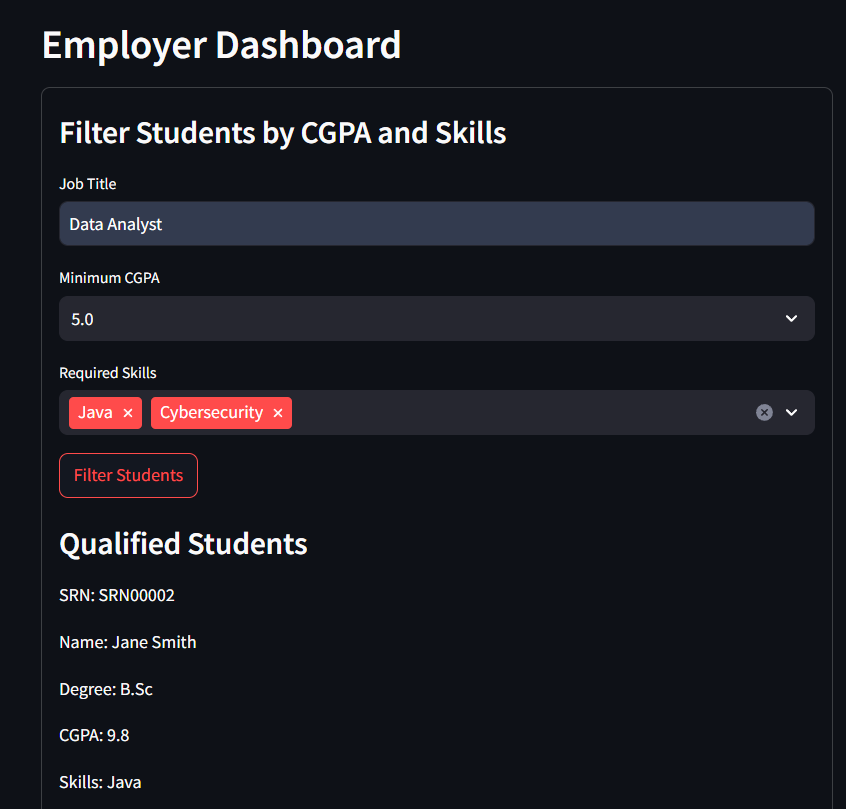 Employer Dashboard
Filter Students by CGPA and Skills
Job Title
Data Analyst
Minimum CGPA
5.0
Required Skills
Java × Cybersecurity ×
Filter Students
Qualified Students
SRN: SRN00002
Name: Jane Smith
Degree: B.Sc
CGPA: 9.8
Skills: Java